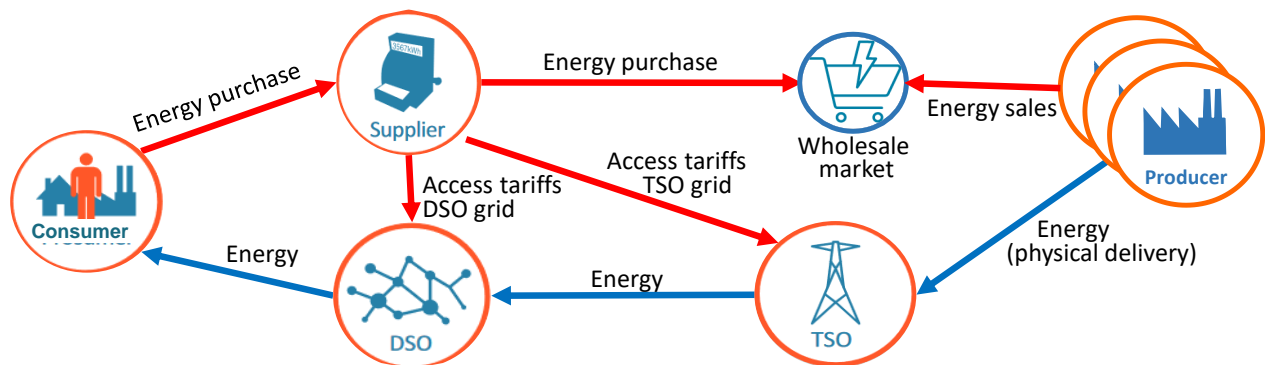 Energy purchase
3567kWh
Supplier
Energy purchase
Wholesale
market
Energy sales
Producer
Consumer
Access tariffs
DSO grid
Access tariffs
TSO grid
Energy
(physical delivery)
Energy
DSO
Energy
TSO